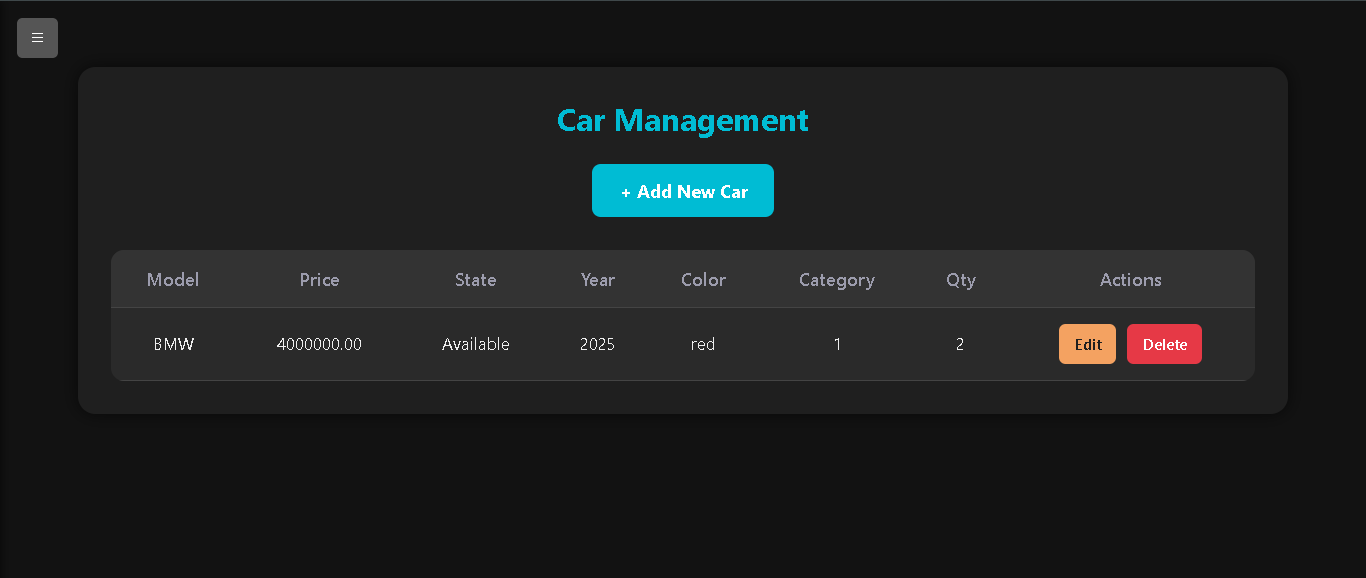 Car Management
+ Add New Car
Model Price State Year Color Category Qty Actions
BMW 4000000.00 Available 2025 red 1 2 Edit Delete